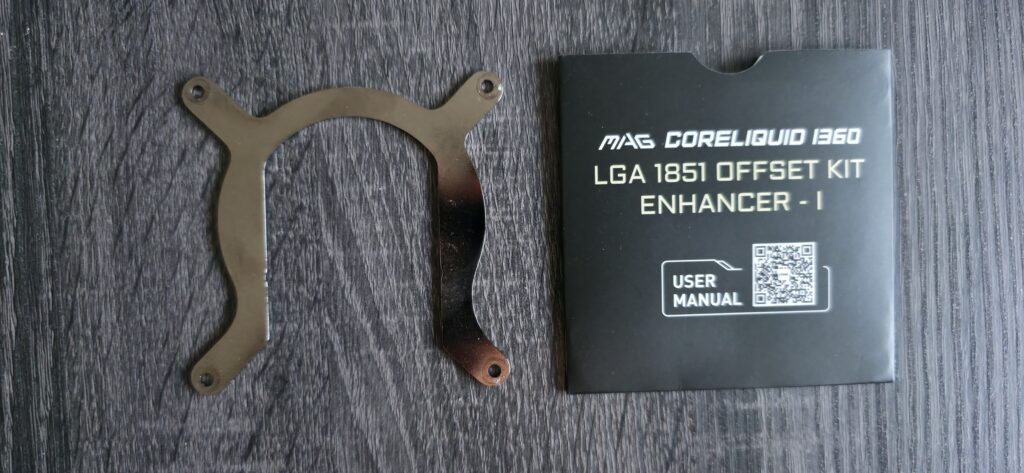 MAG CORELIQUID I360
LGA 1851 OFFSET KIT
ENHANCER - I
USER
MANUAL